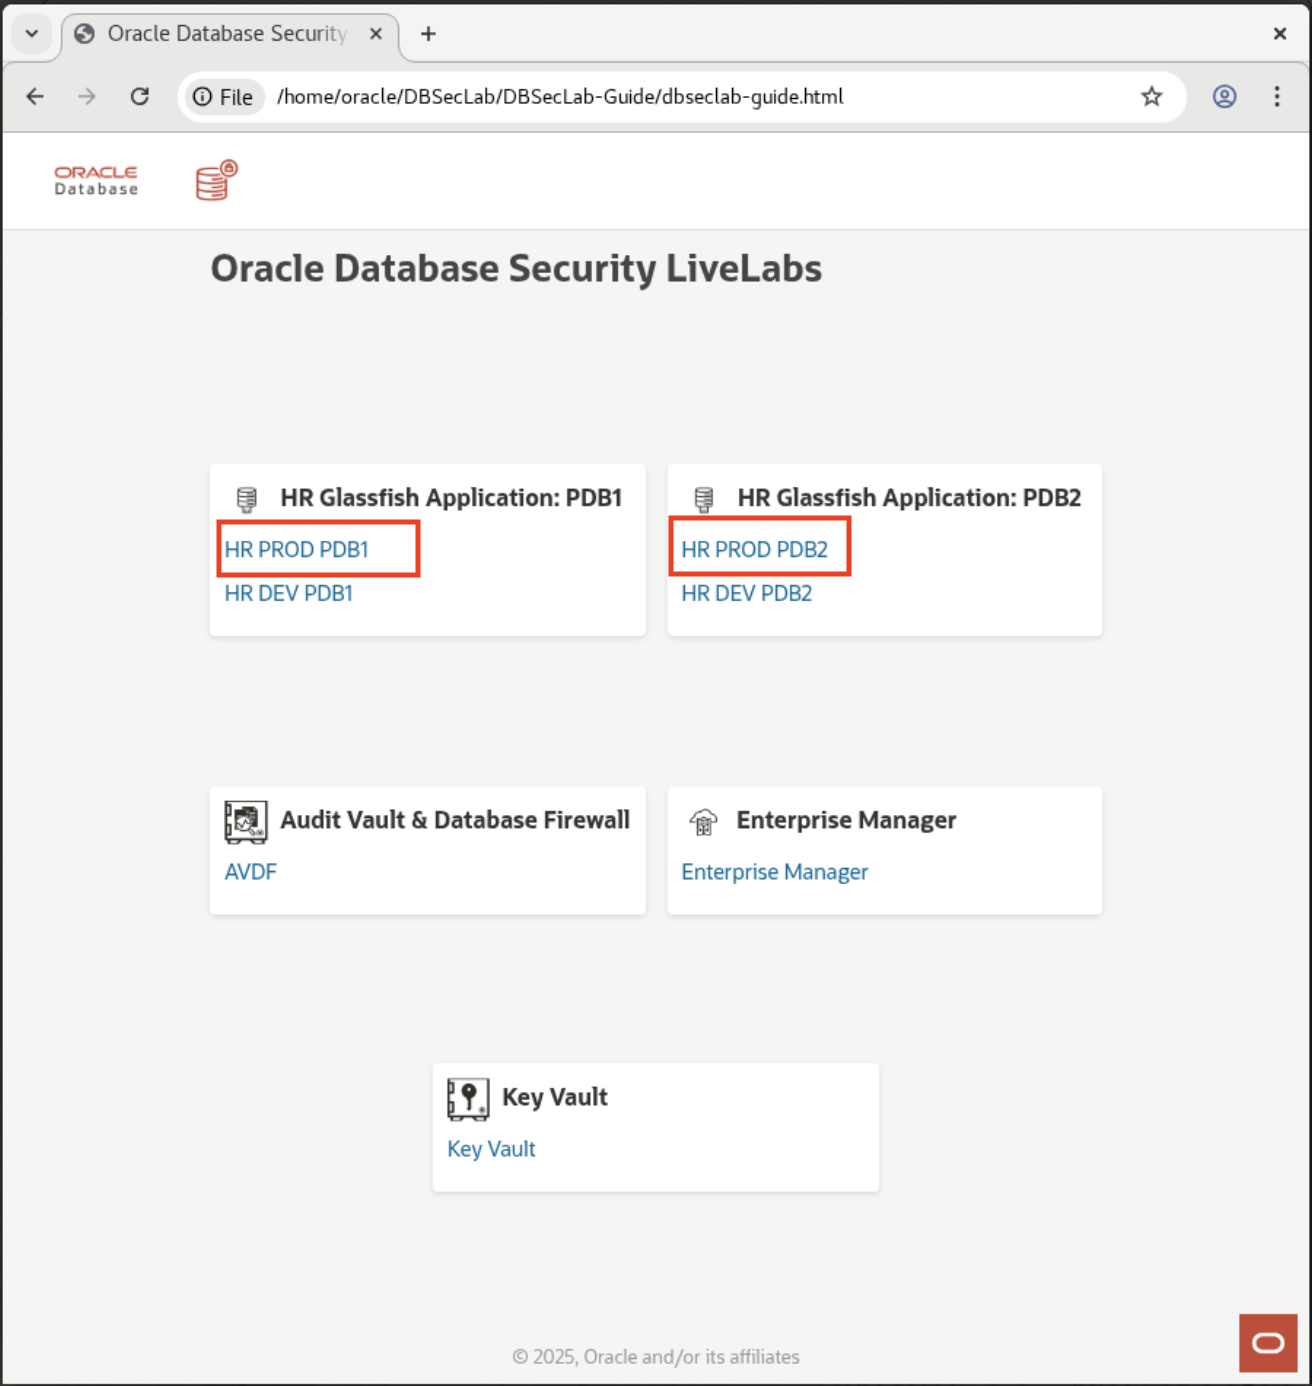 Oracle Database Security
File /home/oracle/DBSecLab/DBSecLab-Guide/dbseclab-guide.html
ORACLE
Database
Oracle Database Security LiveLabs
HR Glassfish Application: PDB1
HR PROD PDB1
HR DEV PDB1
HR Glassfish Application: PDB2
HR PROD PDB2
HR DEV PDB2
Audit Vault & Database Firewall
AVDF
Enterprise Manager
Enterprise Manager
Key Vault
Key Vault
© 2025, Oracle and/or its affiliates